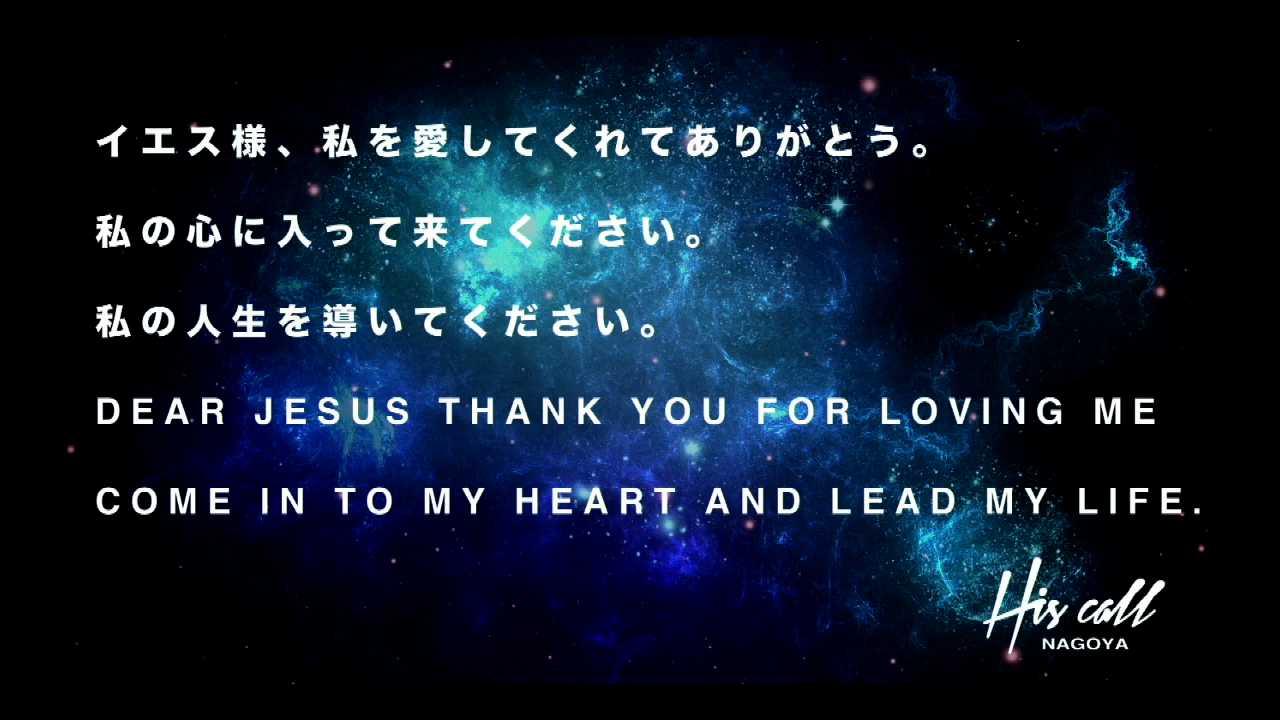 イエス様、私を愛してくれてありがとう。
私の心に入って来てください。
私の人生を導いてください。
DEAR JESUS THANK YOU FOR LOVING ME
COME IN TO MY HEART AND LEAD MY LIFE.
His call
NAGOYA